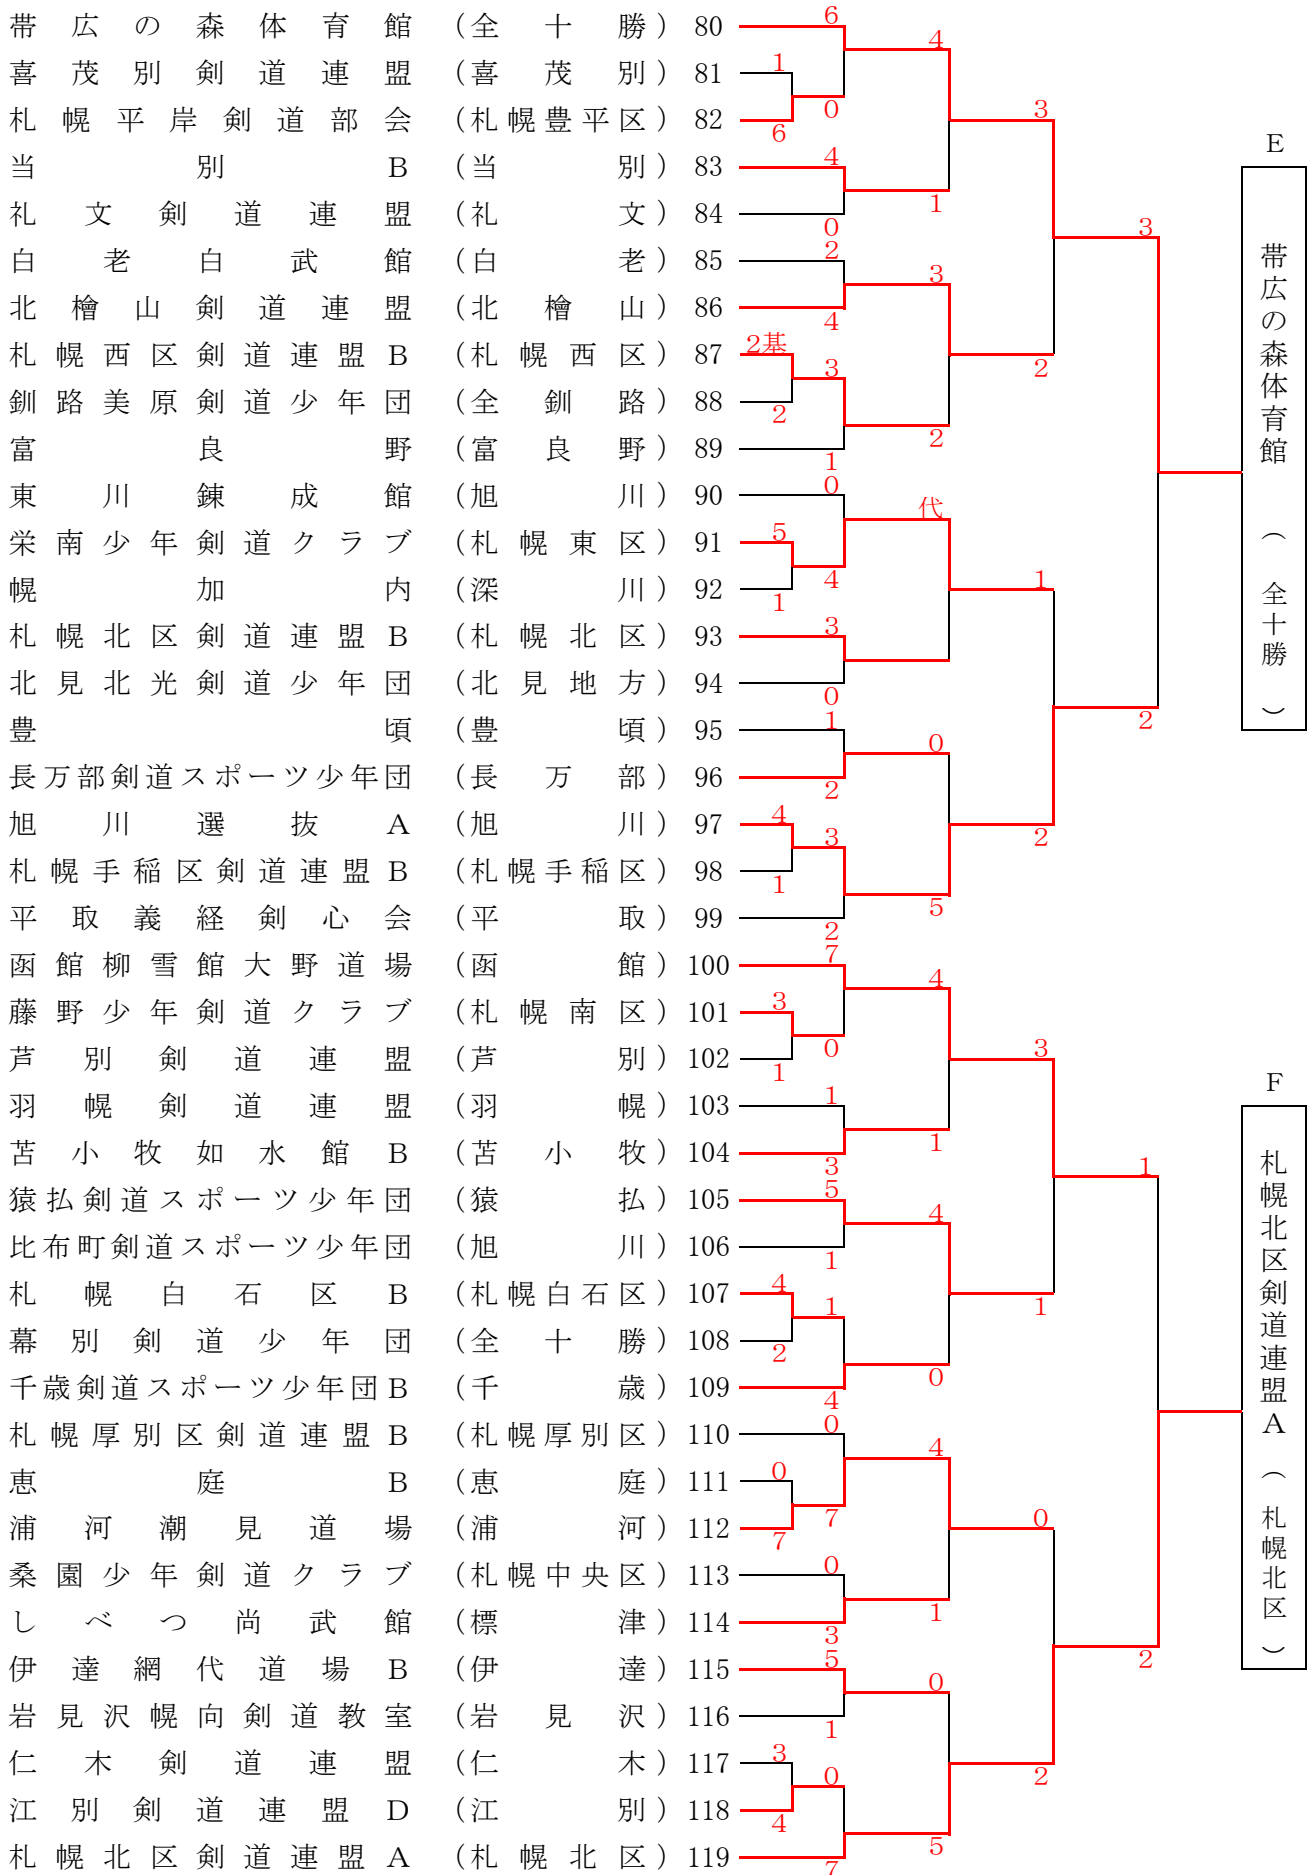 帯広の森体育館 (全十勝) 80 6
4
喜茂別剣道連盟 (喜茂別) 81 1
札幌平岸剣道部会 (札幌豊平区) 82 6 0 3
当別B (当別) 83 4
礼文剣道連盟 (礼文) 84 0 1
白老白武館 (白老) 85 2 3
北檜山剣道連盟 (北檜山) 86 4 3
札幌西区剣道連盟B (札幌西区) 87 2基 3 2
釧路美原剣道少年団 (全釧路) 88 2
富良野 (富良野) 89 1 2
東川錬成館 (旭川) 90 0 代
栄南少年剣道クラブ (札幌東区) 91 5
幌加内 (深川) 92 1 4 1
札幌北区剣道連盟B (札幌北区) 93 3
北見北光剣道少年団 (北見地方) 94 0
豊頃 (豊頃) 95 1 0 2
長万部剣道スポーツ少年団 (長万部) 96 2
旭川選抜A (旭川) 97 4 3 2
札幌手稲区剣道連盟B (札幌手稲区) 98 1
平取義経剣心会 (平取) 99 2 5
E
帯広の森体育館 (全十勝)
函館柳雪館大野道場 (函館) 100 7 4
藤野少年剣道クラブ (札幌南区) 101 3
芦別剣道連盟 (芦別) 102 1 0 3
羽幌剣道連盟 (羽幌) 103 1
苫小牧如水館B (苫小牧) 104 3 1 1
猿払剣道スポーツ少年団 (猿払) 105 5 4
比布町剣道スポーツ少年団 (旭川) 106 1
札幌白石区B (札幌白石区) 107 4 1 1
幕別剣道少年団 (全十勝) 108 2
千歳剣道スポーツ少年団B (千歳) 109 4 0
札幌厚別区剣道連盟B (札幌厚別区) 110 0 4
恵庭B (恵庭) 111 0
浦河潮見道場 (浦河) 112 7 7 0
桑園少年剣道クラブ (札幌中央区) 113 0
しべつ尚武館 (標津) 114 3 1
伊達網代道場B (伊達) 115 5 0 2
岩見沢幌向剣道教室 (岩見沢) 116 1
仁木剣道連盟 (仁木) 117 3 0 2
江別剣道連盟D (江別) 118 4
札幌北区剣道連盟A (札幌北区) 119 7 5
F
札幌北区剣道連盟A (札幌北区)